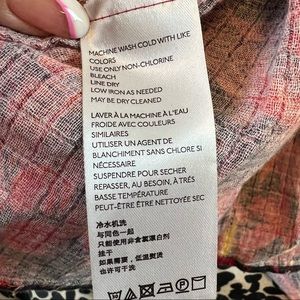 MACHINE WASH COLD WITH LIKE
COLORS
USE ONLY NON-CHLORINE
BLEACH
LINE DRY
LOW IRON AS NEEDED
MAY BE DRY CLEANED
LAVER À LA MACHINE À L'EAU
FROIDE AVEC COULEURS
SIMILAIRES
UTILISER UN AGENT DE
BLANCHIMENT SANS CHLORE SI
NÉCESSAIRE
SUSPENDRE POUR SECHER
REPASSER, AU BESOIN, À TRÈS
BASSE TEMPÉRATURE
PEUT-ÊTRE ÊTRE NETTOYÉE SEC
冷水机洗
与同色一起
只能使用非食氯漂白剂
挂干
如果需要，低温熨烫
也许可干洗